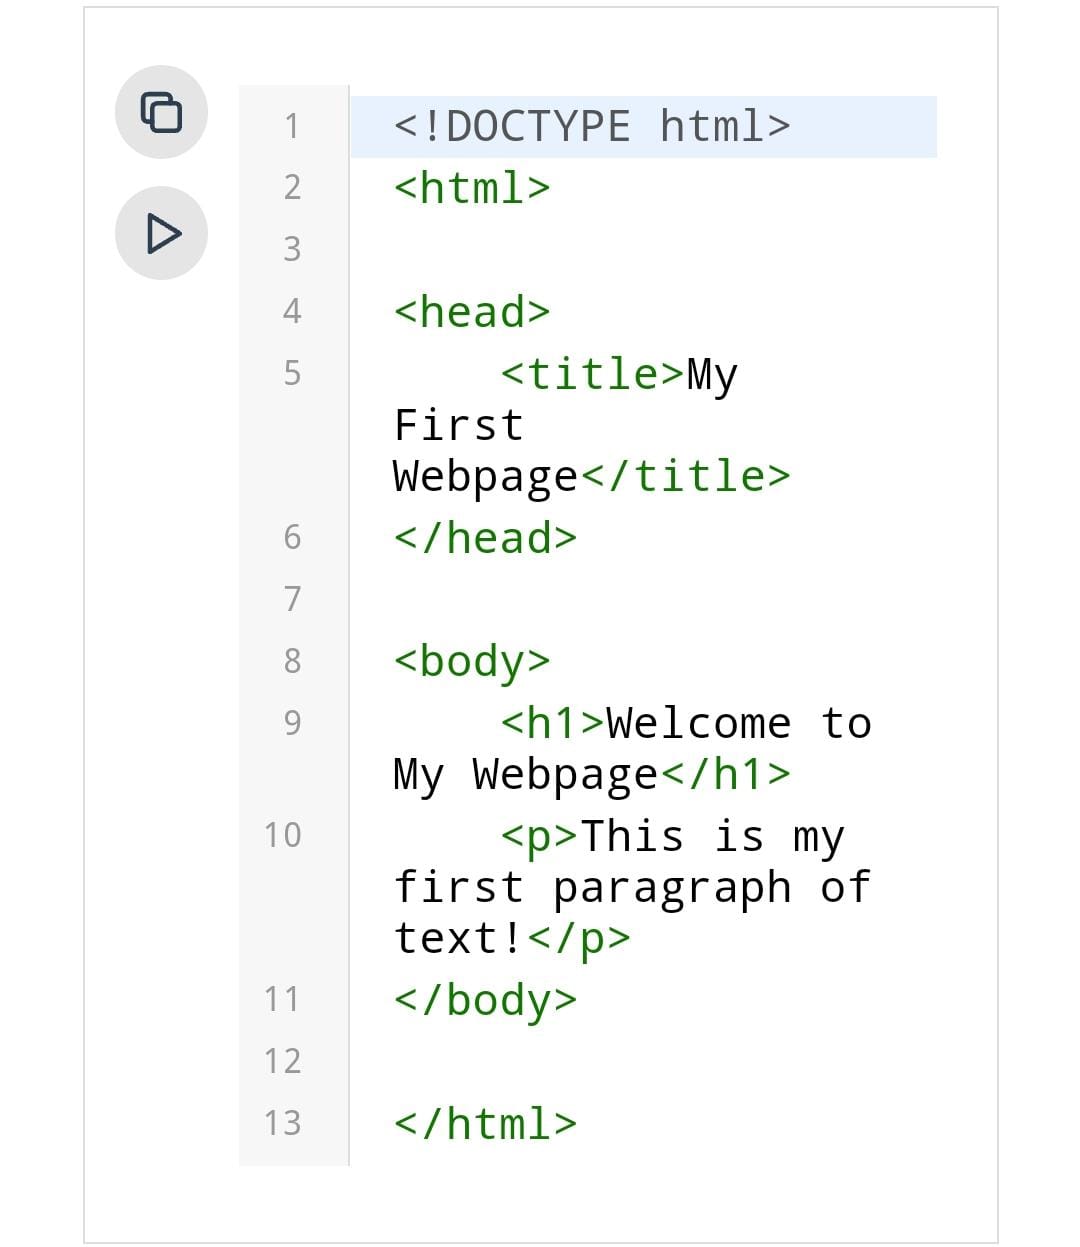 1 <!DOCTYPE html>
2 <html>
3
4 <head>
5     <title>My
First
Webpage</title>
6 </head>
7
8 <body>
9     <h1>Welcome to
My Webpage</h1>
10     <p>This is my
first paragraph of
text!</p>
11 </body>
12
13 </html>